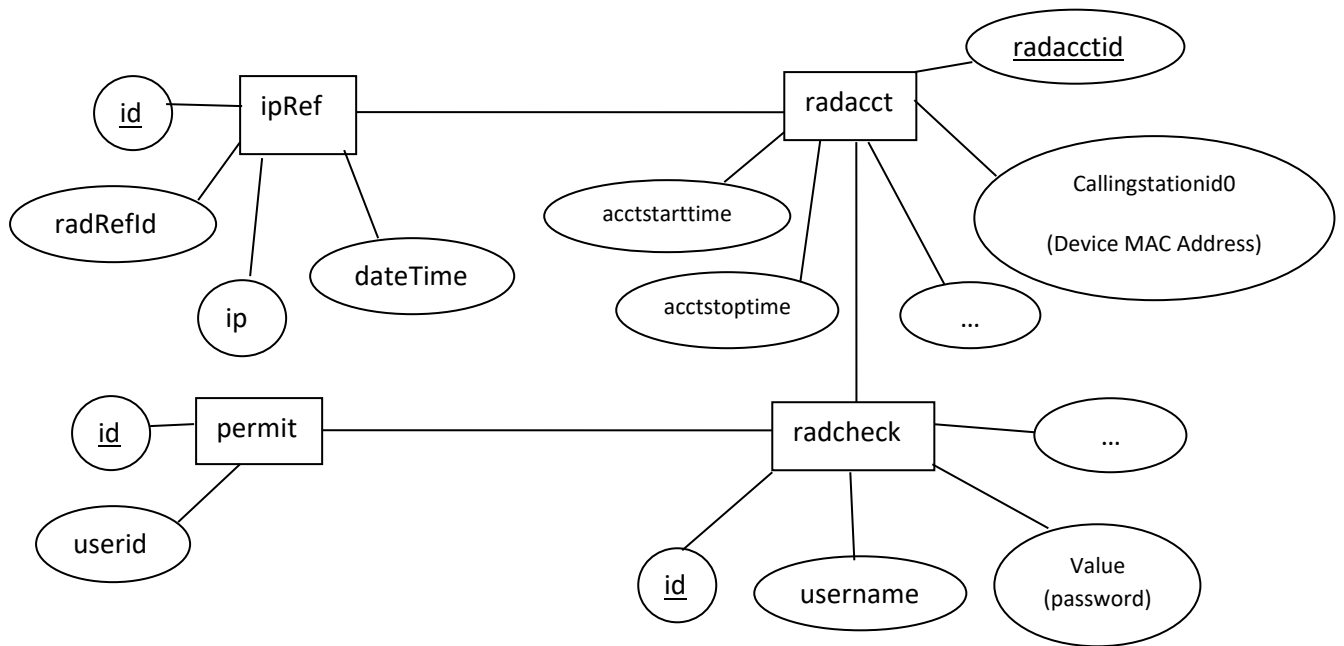 radacctid
id
ipRef
radacct
Callingstationid0
(Device MAC Address)
radRefId
acctstarttime
dateTime
ip
acctstoptime
...
id
permit
radcheck
...
userid
id
username
Value
(password)